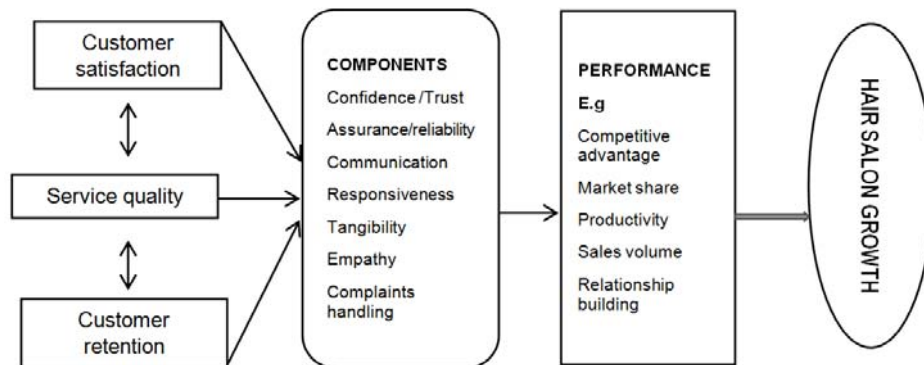 Customer
satisfaction
Service quality
Customer
retention
COMPONENTS
Confidence/Trust
Assurance/reliability
Communication
Responsiveness
Tangibility
Empathy
Complaints
handling
PERFORMANCE
E.g
Competitive
advantage
Market share
Productivity
Sales volume
Relationship
building
HAIR SALON GROWTH